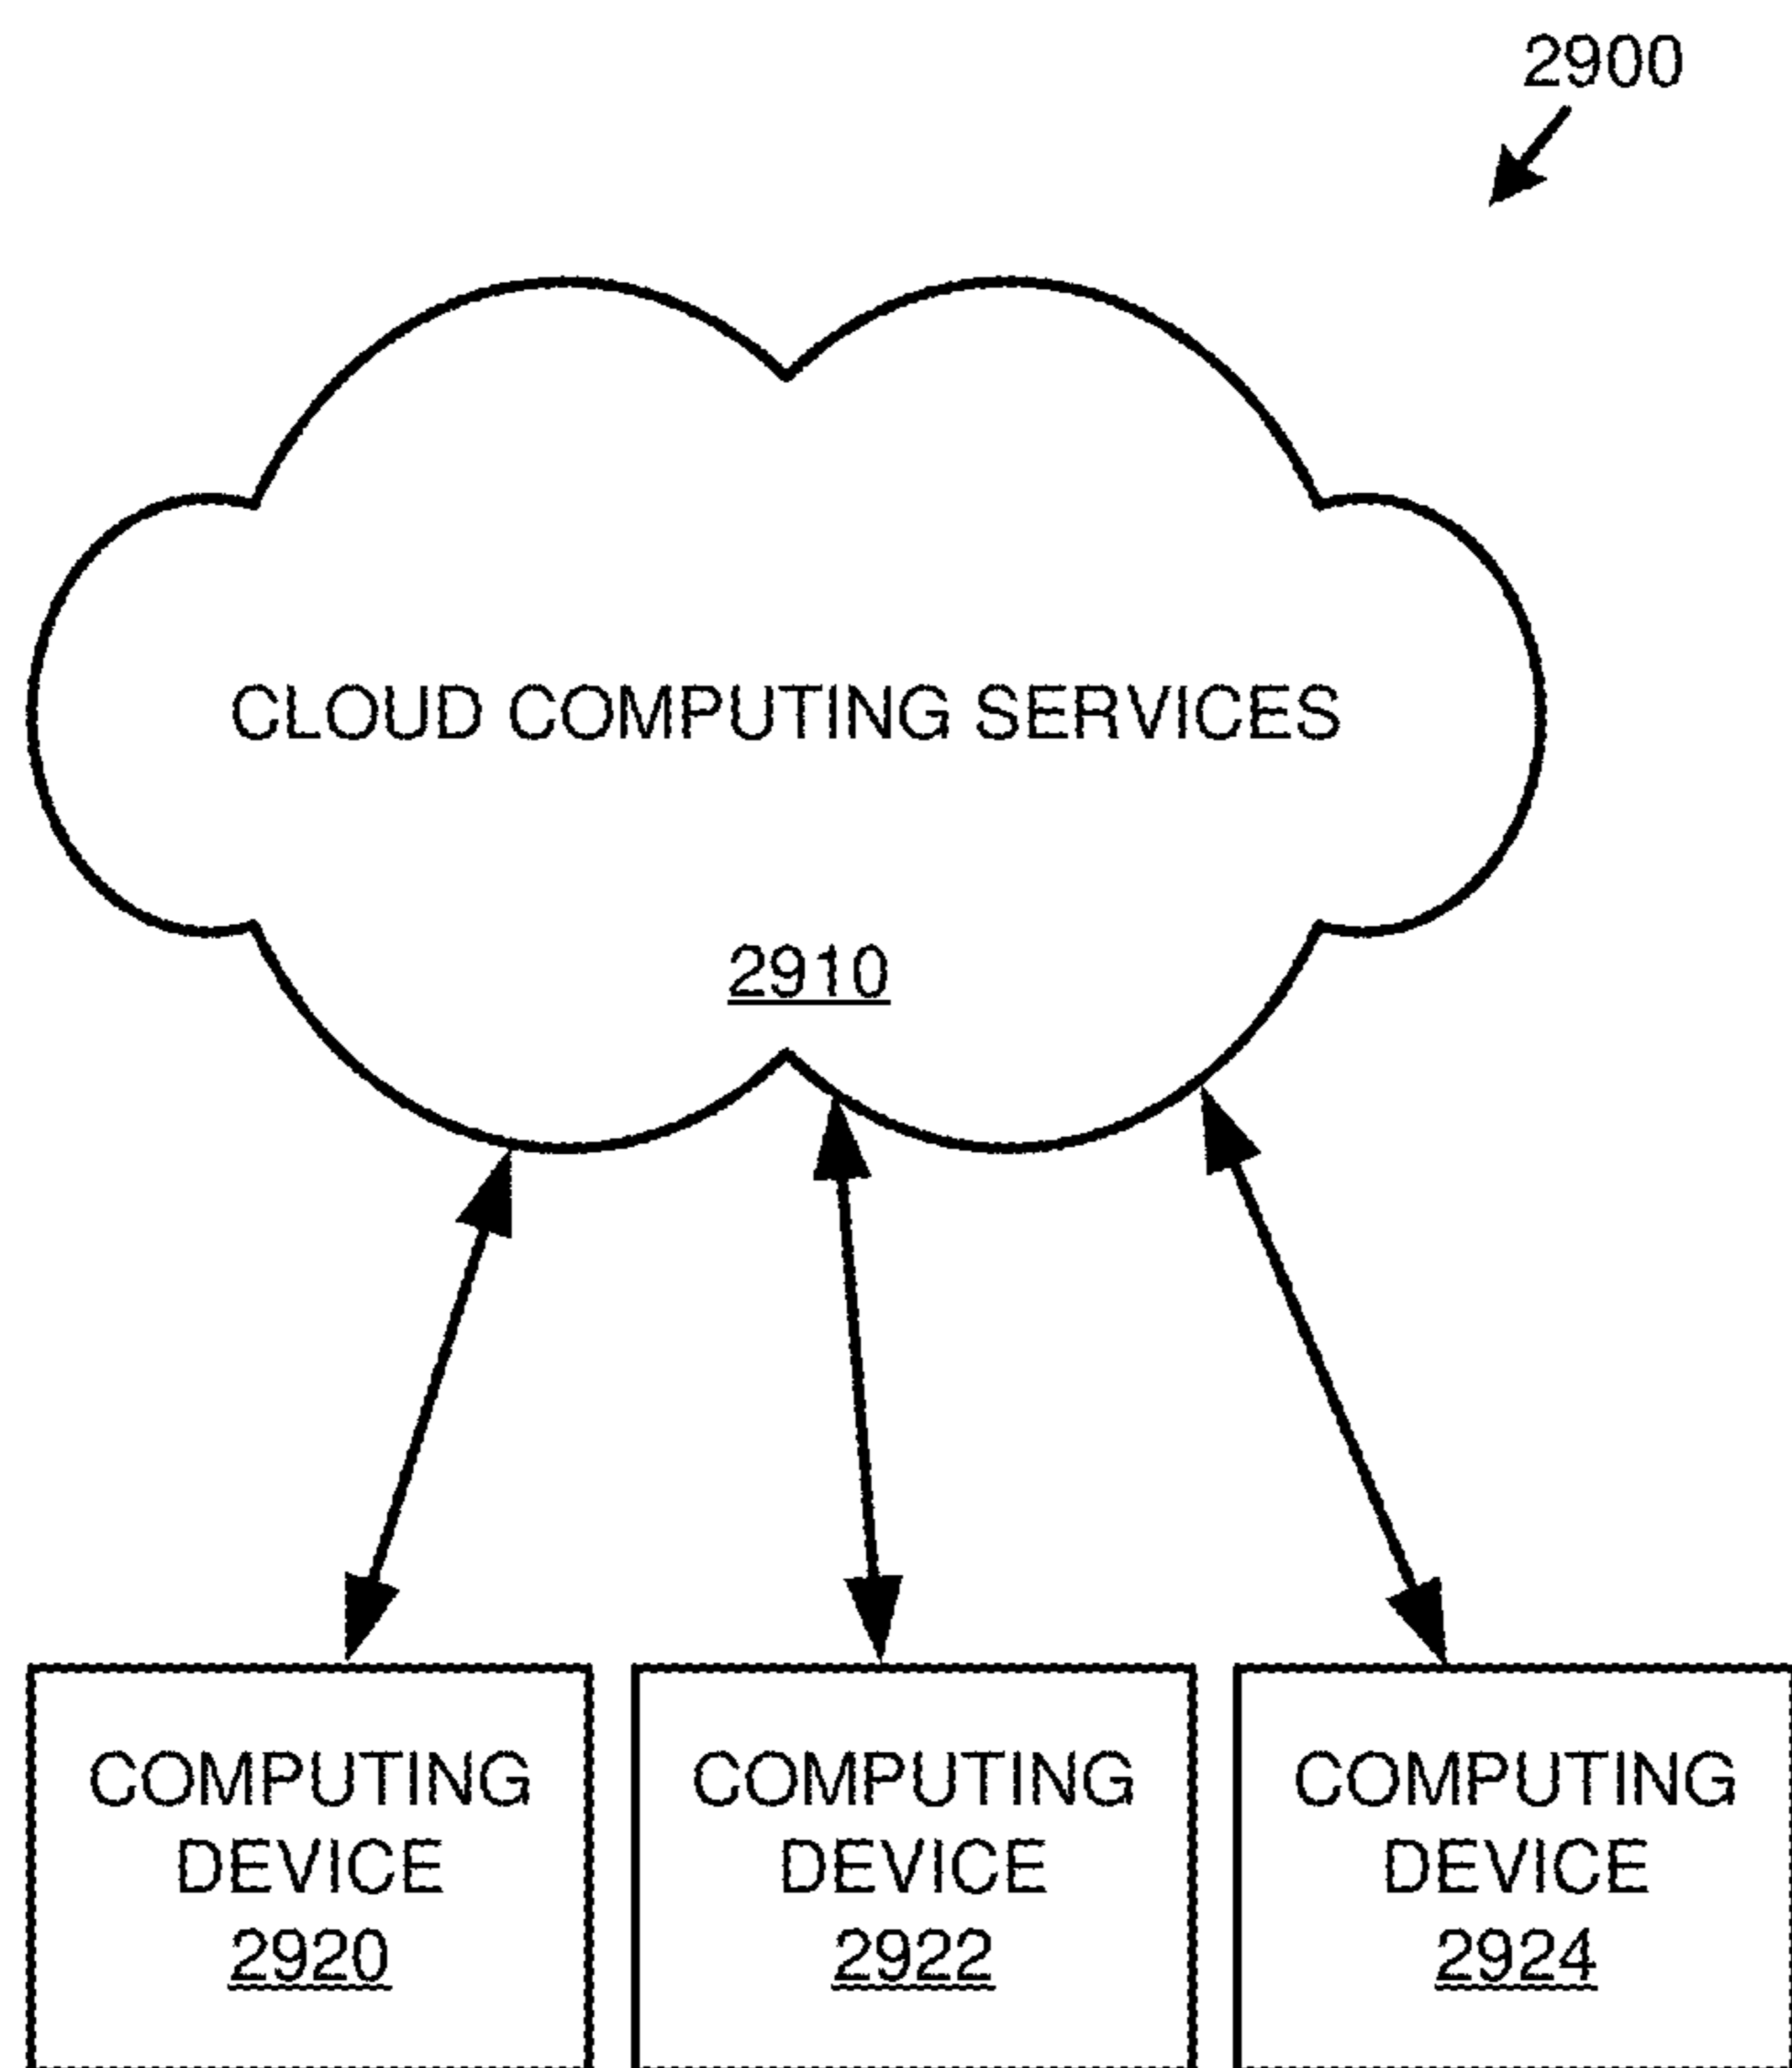 2900
CLOUD COMPUTING SERVICES
2910
COMPUTING
DEVICE
2920
COMPUTING
DEVICE
2922
COMPUTING
DEVICE
2924